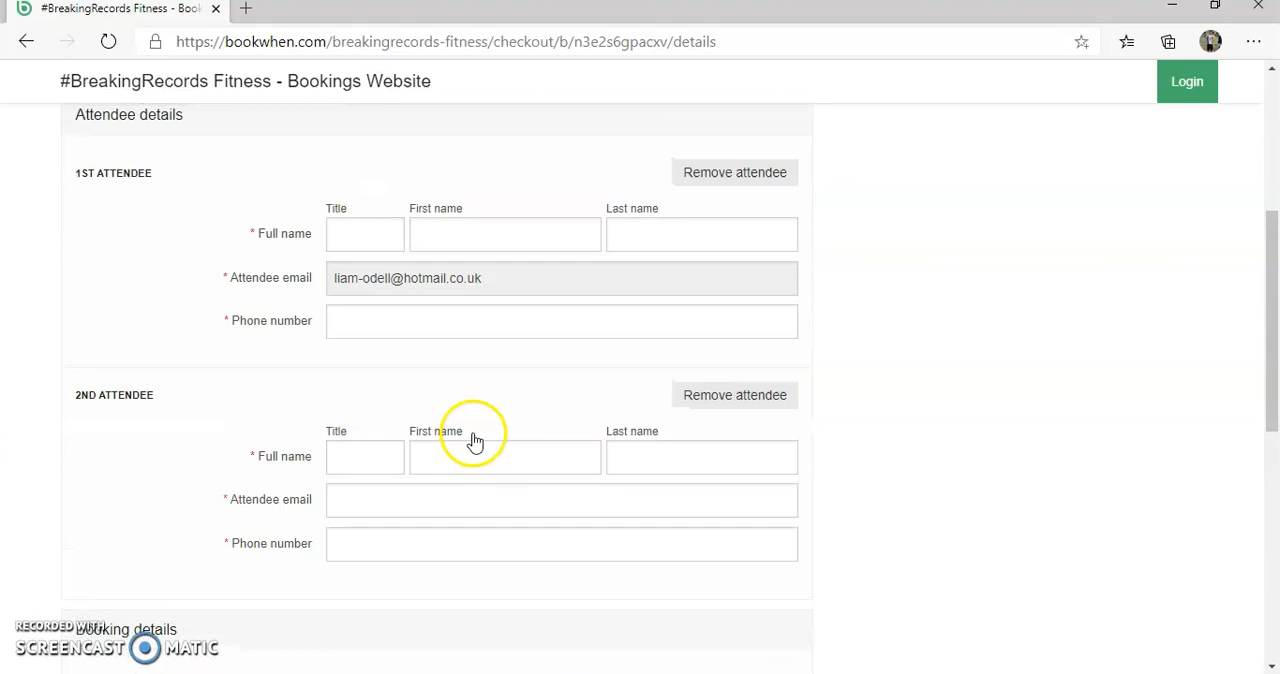 #BreakingRecords Fitness - Book
https://bookwhen.com/breakingrecords-fitness/checkout/b/n3e2s6gpacxv/details
#BreakingRecords Fitness - Bookings Website
Login
Attendee details
1ST ATTENDEE
Remove attendee
Title First name Last name
* Full name
* Attendee email liam-odell@hotmail.co.uk
* Phone number
2ND ATTENDEE
Remove attendee
Title First name Last name
* Full name
* Attendee email
* Phone number
Booking details
RECORDED WITH
SCREENCAST MATIC